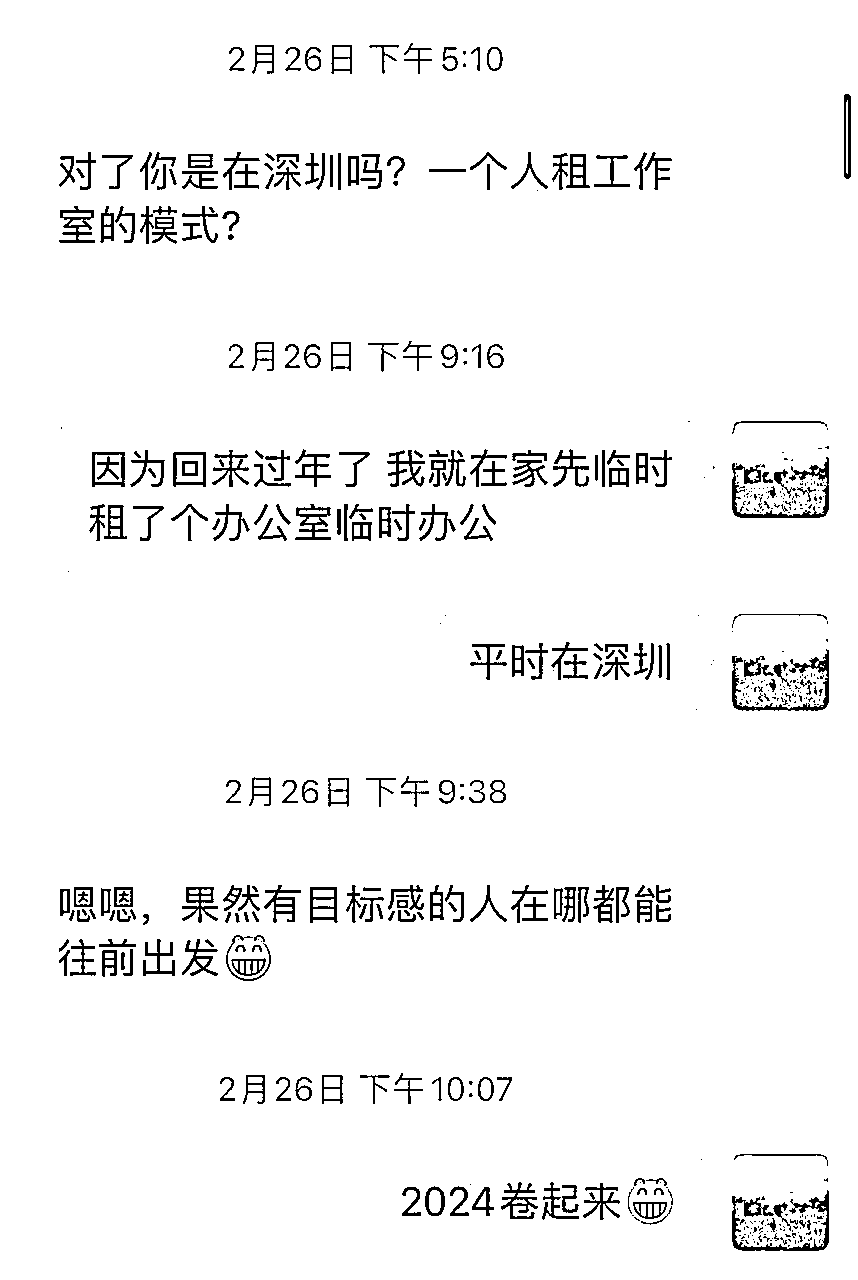 2月26日 下午5:10
对了你是在深圳吗？一个人租工作
室的模式？
2月26日 下午9:16
因为回来过年了 我就在家先临时
租了个办公室临时办公
平时在深圳
2月26日 下午9:38
嗯嗯，果然有目标感的人在哪都能
往前出发😁
2月26日 下午10:07
2024卷起来😁